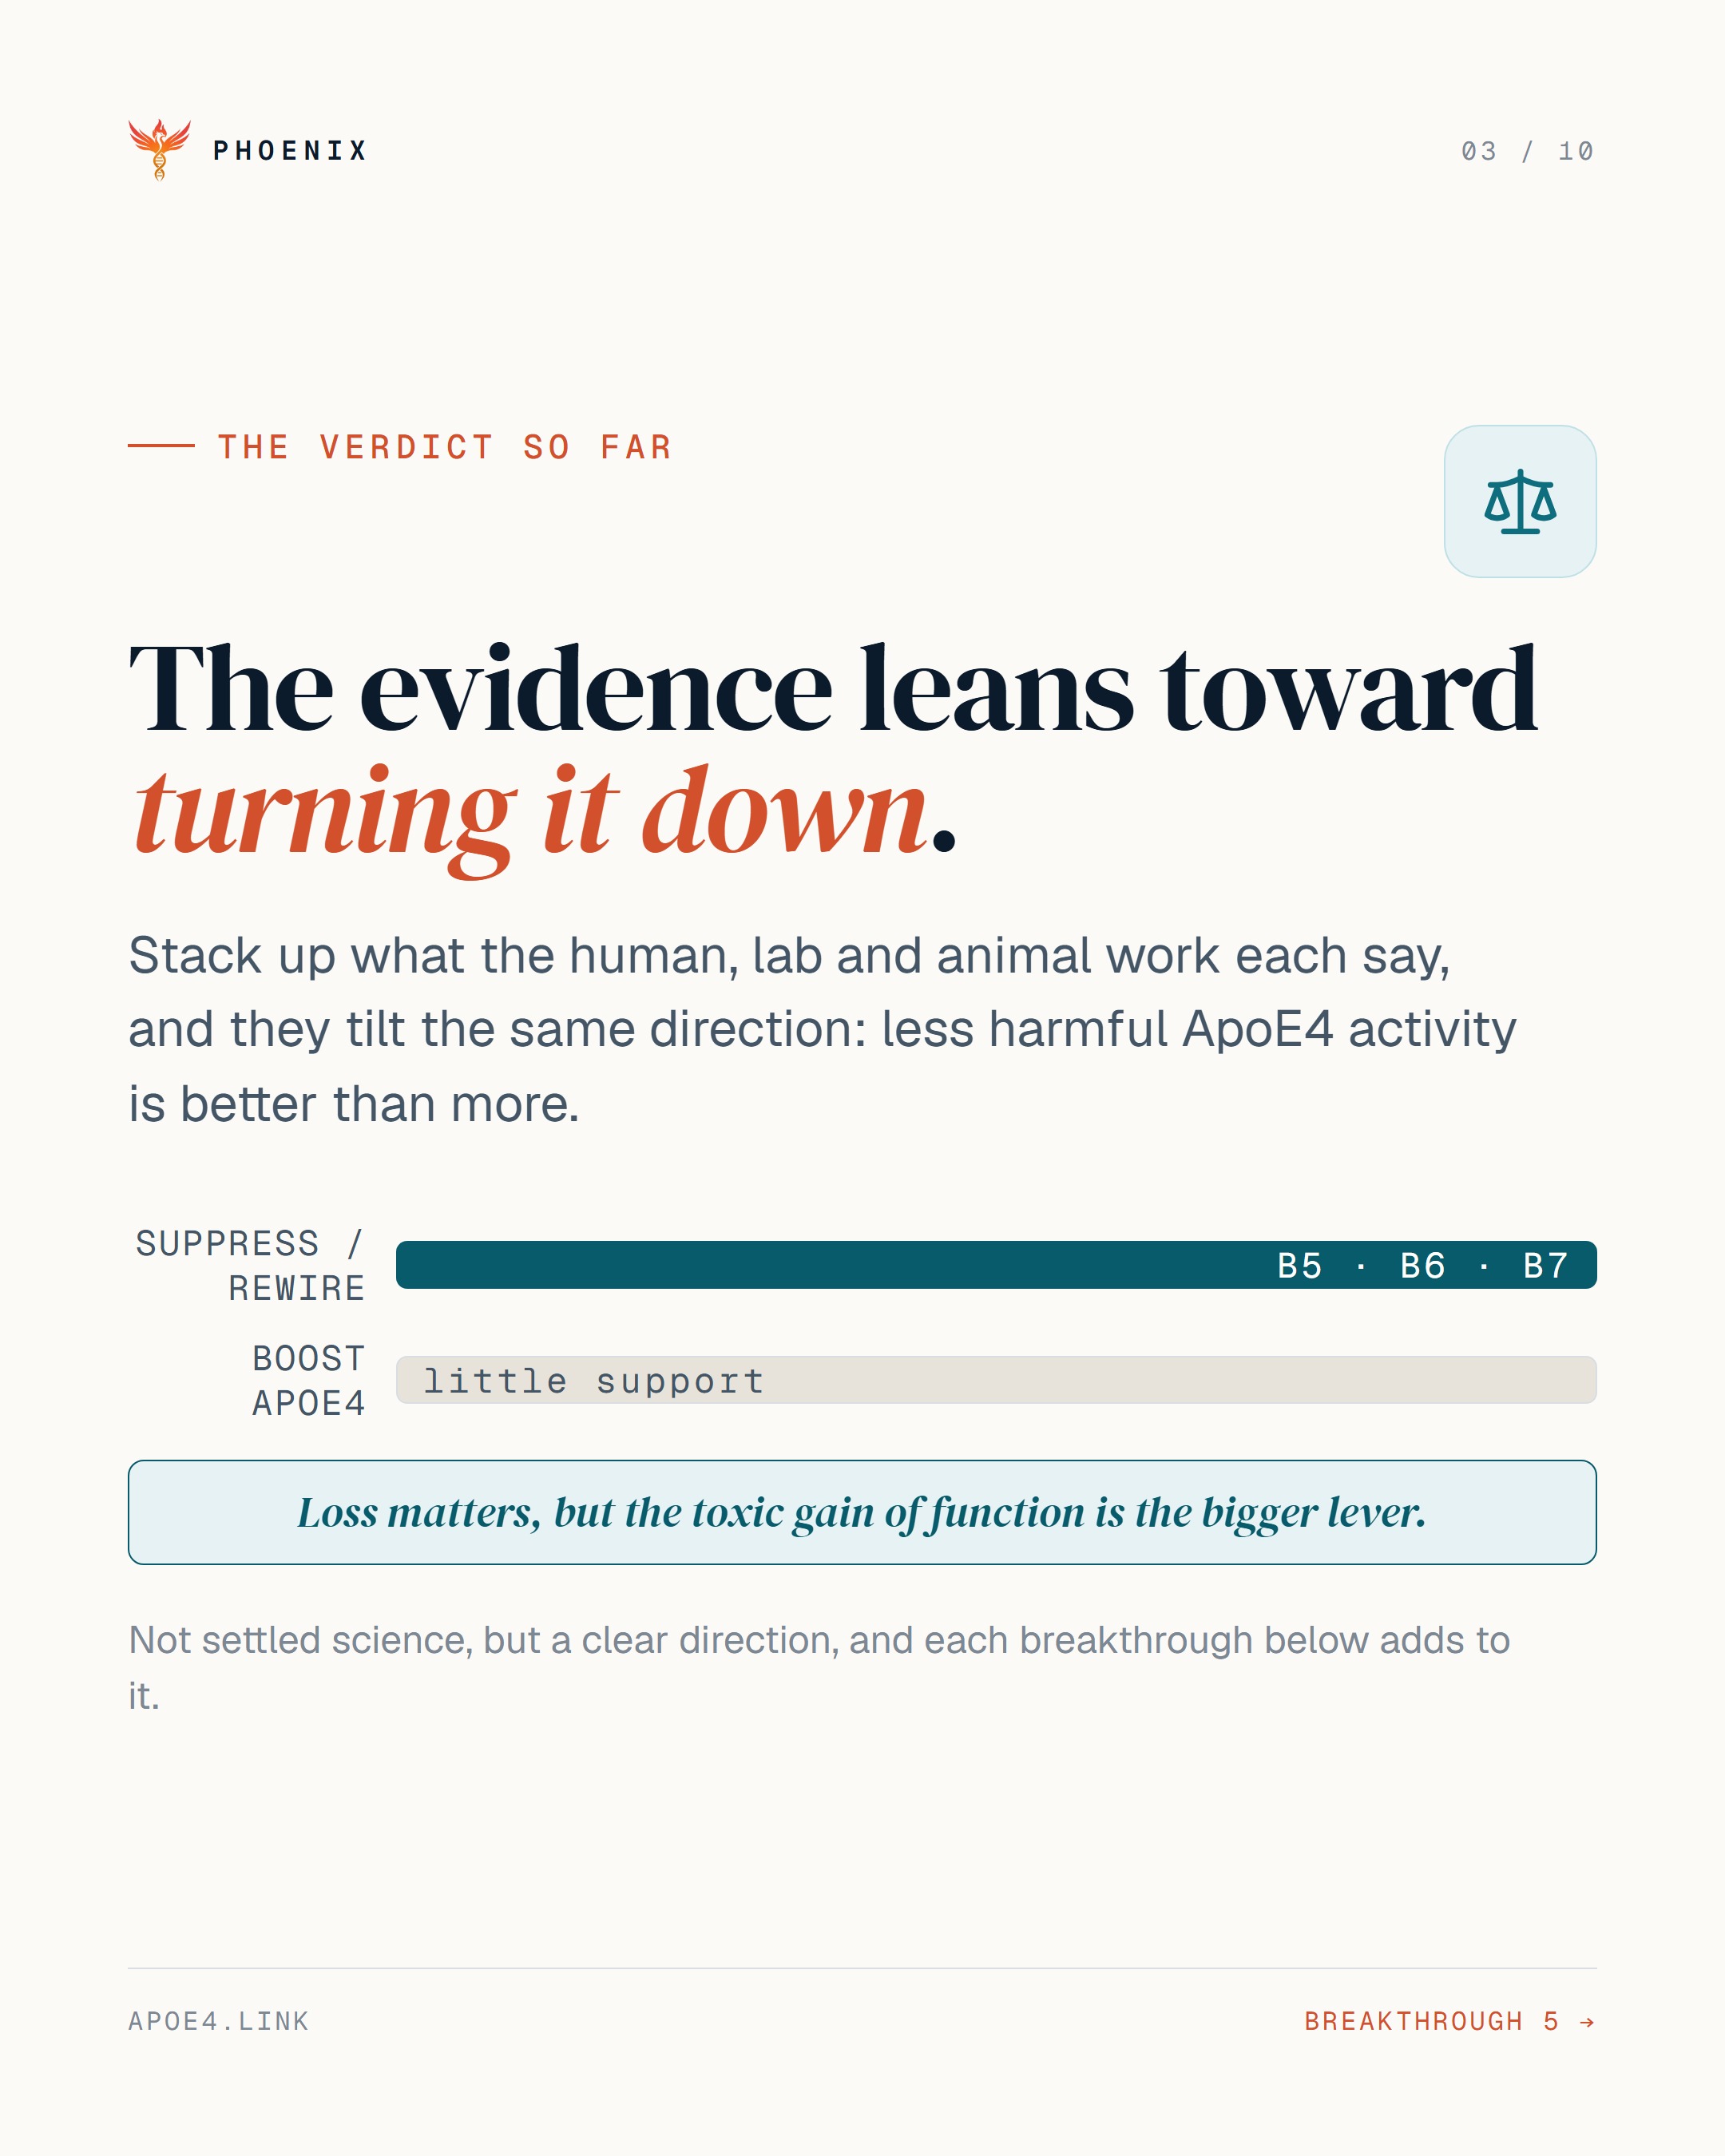 PHOENIX
03 / 10
THE VERDICT SO FAR
The evidence leans toward
turning it down.
Stack up what the human, lab and animal work each say,
and they tilt the same direction: less harmful ApoE4 activity
is better than more.
SUPPRESS /
REWIRE
B5 · B6 · B7
BOOST
APOE4
little support
Loss matters, but the toxic gain of function is the bigger lever.
Not settled science, but a clear direction, and each breakthrough below adds to
it.
APOE4.LINK
BREAKTHROUGH 5 →